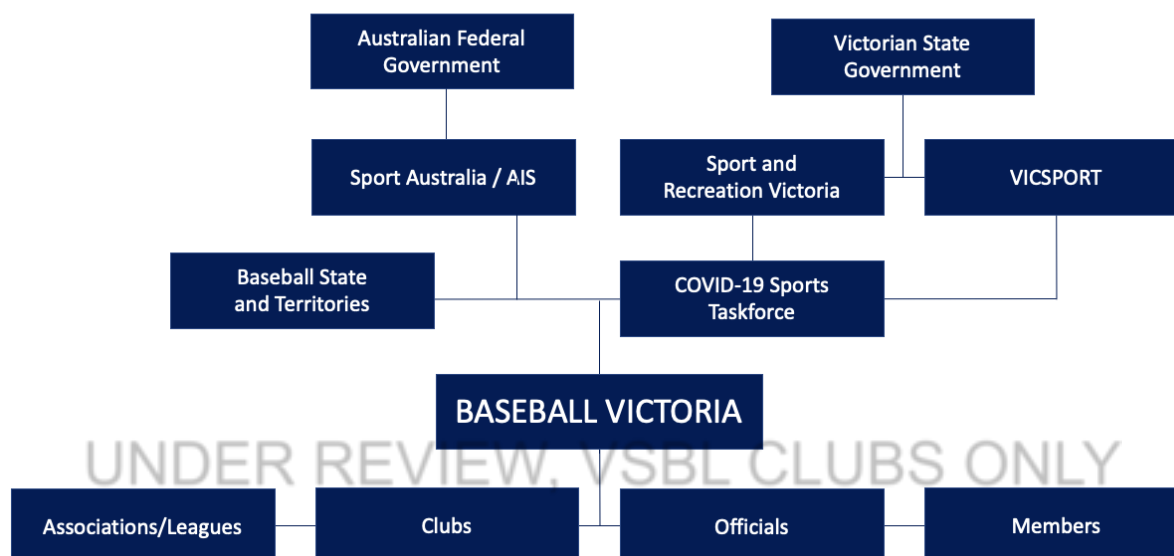 Australian Federal
Government
Victorian State
Government
Sport Australia / AIS
Sport and
Recreation Victoria
VICSPORT
Baseball State
and Territories
COVID-19 Sports
Taskforce
BASEBALL VICTORIA
UNDER REVIEW, VSBL CLUBS ONLY
Associations/Leagues
Clubs
Officials
Members